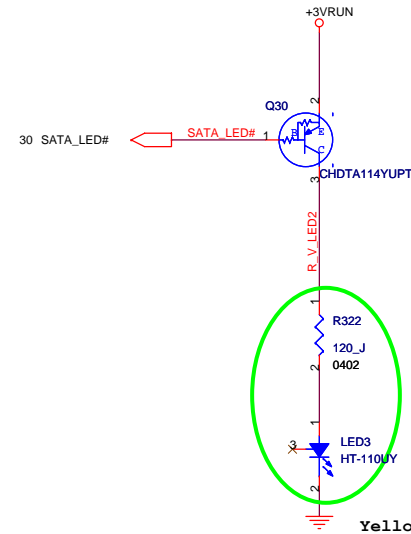 +3VRUN
2
Q30
30 SATA_LED#
SATA_LED#
1
B
E
C
CHDTA114YUPT
3
R_V_LED2
1
R322
120_J
2
0402
1
3
LED3
HT-110UY
2
Yello